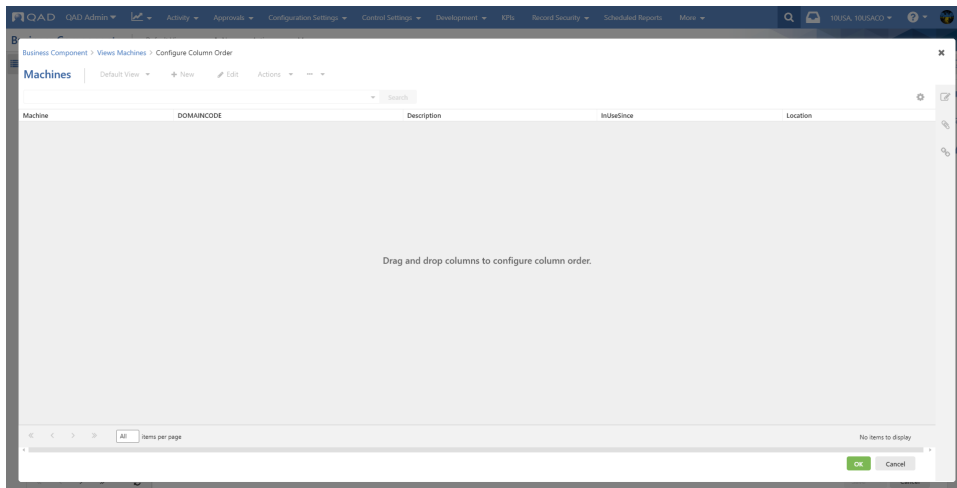 QAD QAD Admin Activity Approvals Configuration Settings Control Settings Development KPIs Record Security Scheduled Reports More 10USA, 10USACO
Business Component > Views Machines > Configure Column Order
Machines Default View New Edit Actions
Search
Machine DOMAINCODE Description InUseSince Location
Drag and drop columns to configure column order.
All items per page No items to display
OK Cancel
Cancel